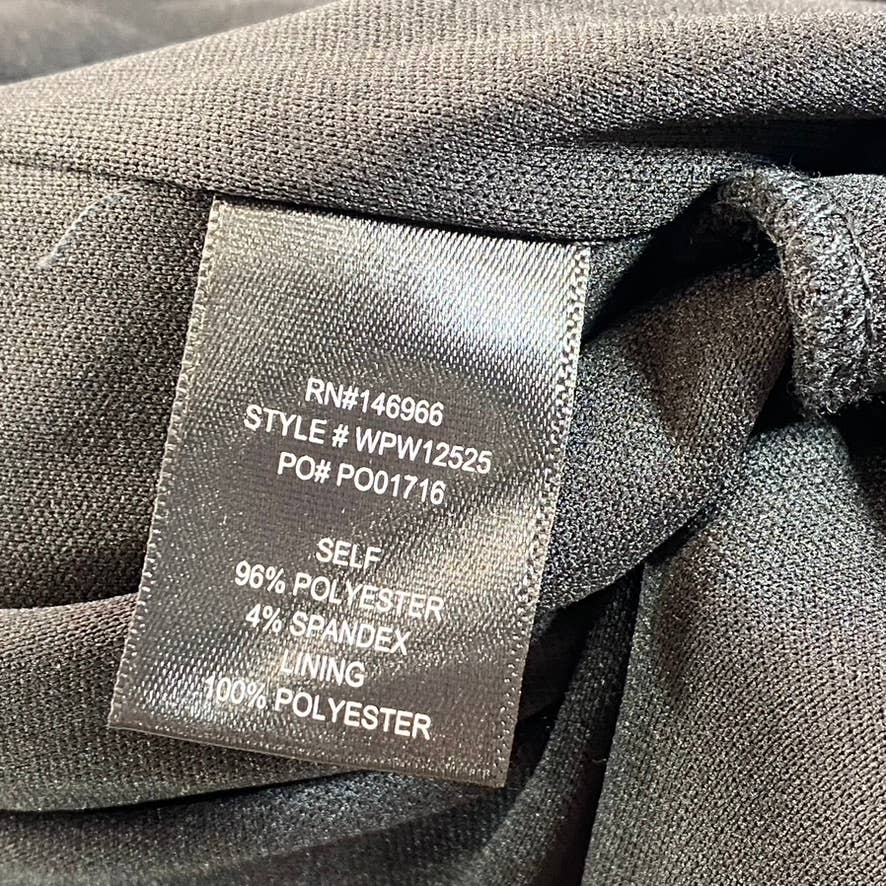 RN#146966
STYLE # WPW12525
PO# PO01716
SELF
96% POLYESTER
4% SPANDEX
LINING
100% POLYESTER